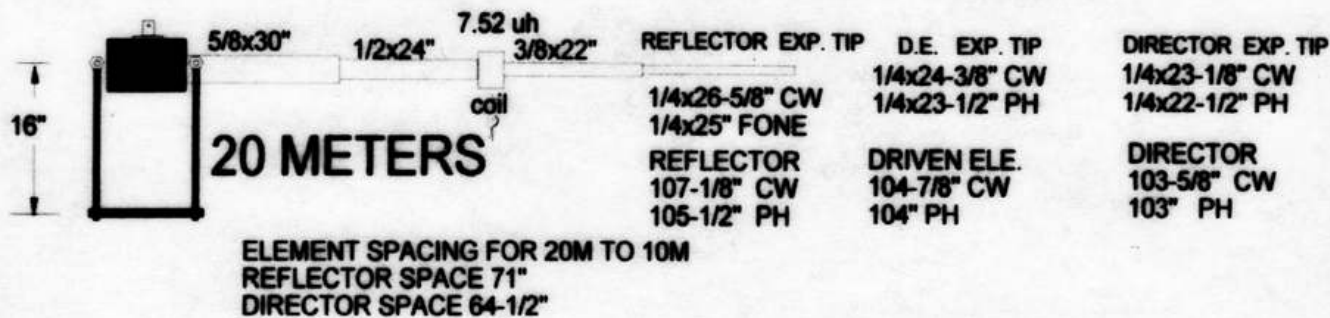 7.52 uh
5/8x30"
1/2x24"
3/8x22"
coil
16"
20 METERS
REFLECTOR EXP. TIP
1/4x26-5/8" CW
1/4x25" FONE
REFLECTOR
107-1/8" CW
105-1/2" PH
D.E. EXP. TIP
1/4x24-3/8" CW
1/4x23-1/2" PH
DRIVEN ELE.
104-7/8" CW
104" PH
DIRECTOR EXP. TIP
1/4x23-1/8" CW
1/4x22-1/2" PH
DIRECTOR
103-5/8" CW
103" PH
ELEMENT SPACING FOR 20M TO 10M
REFLECTOR SPACE 71"
DIRECTOR SPACE 64-1/2"